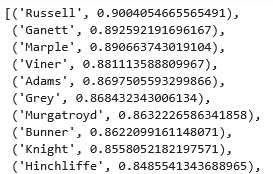 [('Russell', 0.9004054665565491),
('Ganett', 0.892592191696167),
('Marple', 0.890663743019104),
('Viner', 0.881113588809967),
('Adams', 0.8697505593299866),
('Grey', 0.868432343006134),
('Murgatroyd', 0.8632226586341858),
('Bunner', 0.8622099161148071),
('Knight', 0.8558052182197571),
('Hinchliffe', 0.8485541343688965),